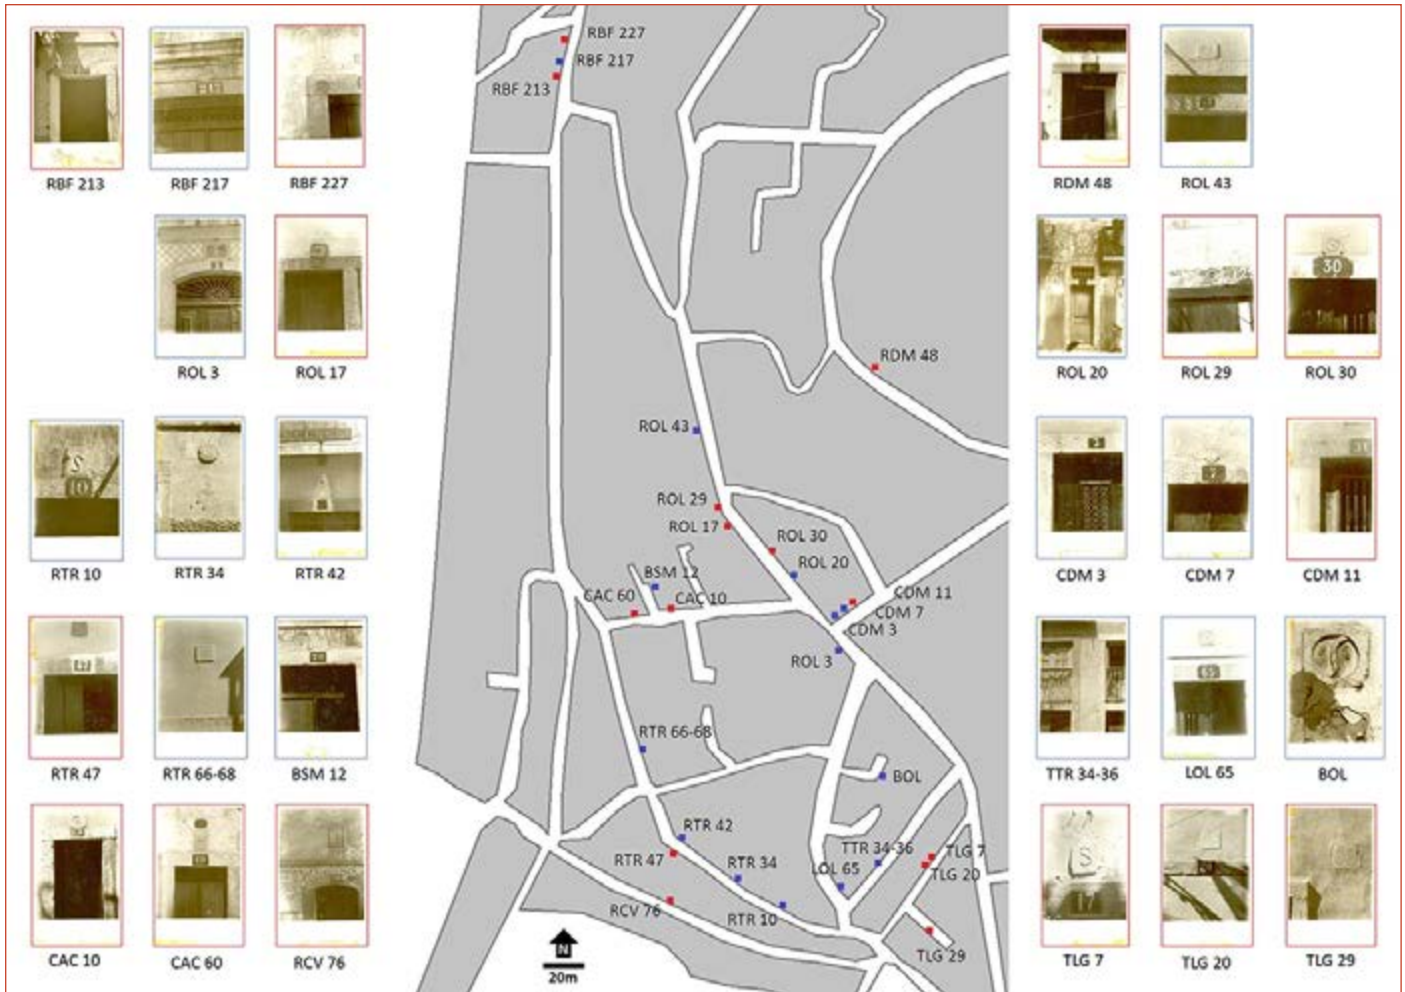 RBF 213
RBF 217
RBF 227
ROL 3
ROL 17
RTR 10
RTR 34
RTR 42
RTR 47
RTR 66-68
BSM 12
CAC 10
CAC 60
RCV 76
RBF 227
RBF 217
RBF 213
RDM 48
ROL 43
ROL 29
ROL 17
ROL 30
ROL 20
BSM 12
CAC 60
CAC 10
CDM 11
CDM 7
CDM 3
ROL 3
RTR 66-68
BOL
RTR 42
RTR 47
TTR 34-36
TLG 7
TLG 20
LOL 65
RTR 34
RTR 10
RCV 76
TLG 29
N
20m
RDM 48
ROL 43
30
ROL 20
ROL 29
ROL 30
CDM 3
CDM 7
CDM 11
TTR 34-36
LOL 65
BOL
S
17
TLG 7
TLG 20
TLG 29
S
10